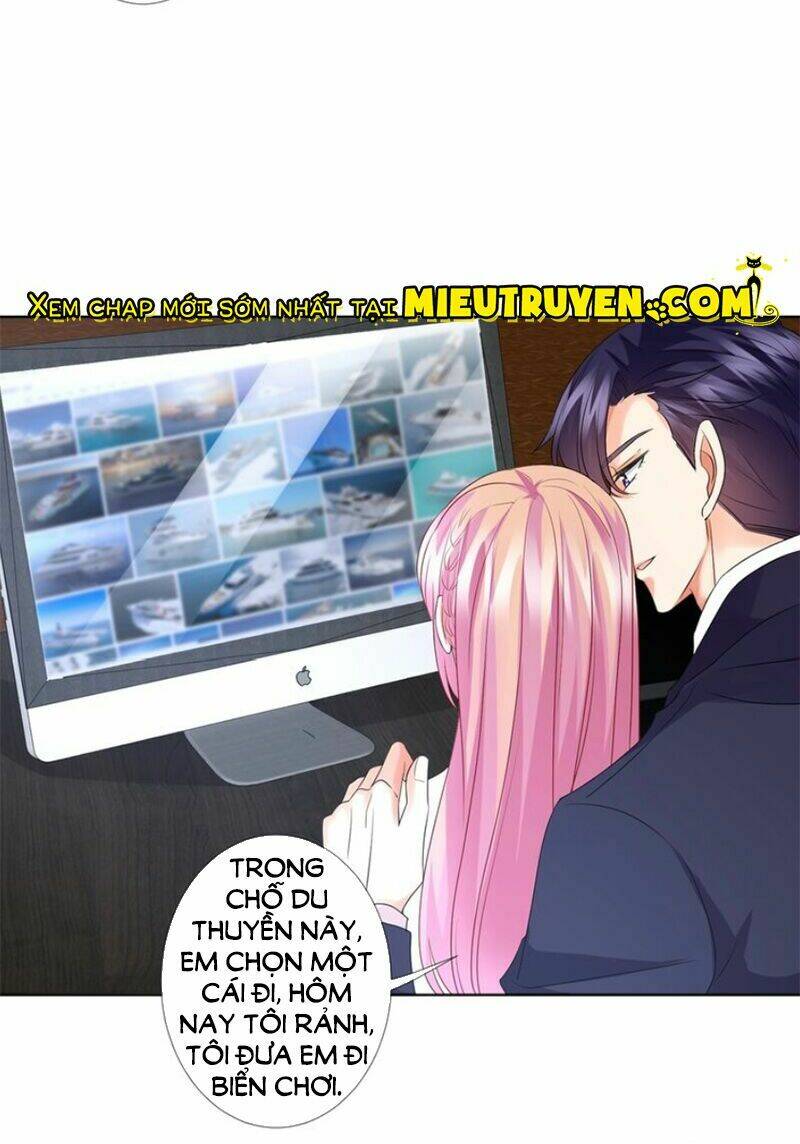 XEM CHAP MỚI SỚM NHẤT TẠI MIEUTRUYEN.COM
TRONG
CHỖ DU
THUYỀN NÀY,
EM CHỌN MỘT
CÁI ĐI, HÔM
NAY TÔI RẢNH,
TÔI ĐƯA EM ĐI
BIỂN CHƠI.